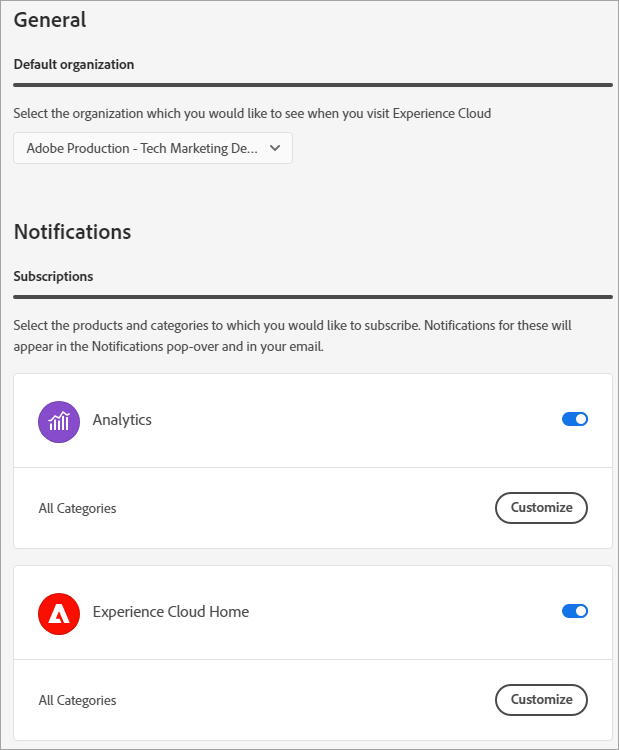 General
Default organization
Select the organization which you would like to see when you visit Experience Cloud
Adobe Production - Tech Marketing De...
Notifications
Subscriptions
Select the products and categories to which you would like to subscribe. Notifications for these will
appear in the Notifications pop-over and in your email.
Analytics
All Categories
Customize
Experience Cloud Home
All Categories
Customize